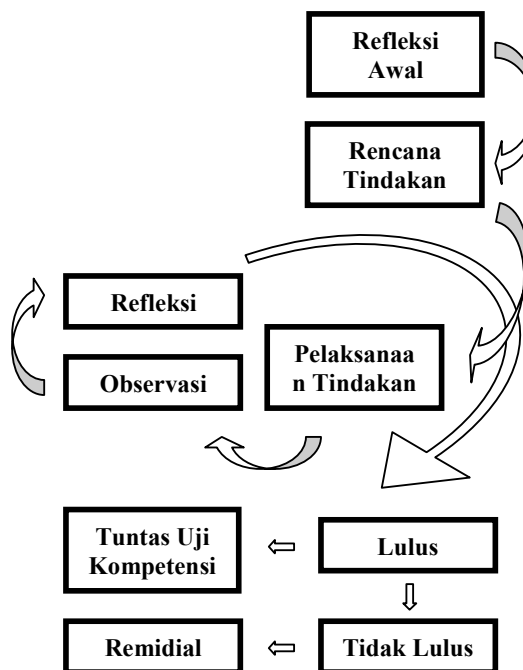 Refleksi
Awal
Rencana
Tindakan
Refleksi
Observasi
Pelaksanaa
n Tindakan
Tuntas Uji
Kompetensi
Lulus
Remidial
Tidak Lulus